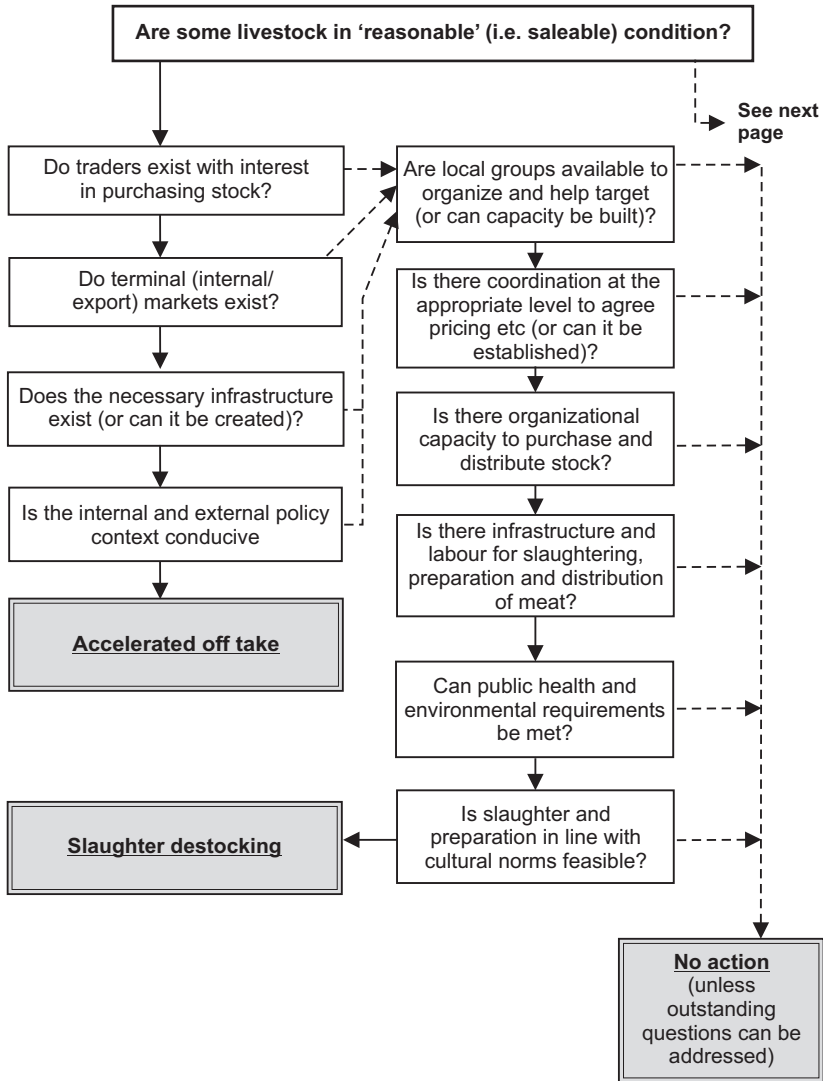 Are some livestock in ‘reasonable’ (i.e. saleable) condition?
See next
page
Do traders exist with interest
in purchasing stock?
Do terminal (internal/
export) markets exist?
Does the necessary infrastructure
exist (or can it be created)?
Is the internal and external policy
context conducive
Accelerated off take
Are local groups available to
organize and help target
(or can capacity be built)?
Is there coordination at the
appropriate level to agree
pricing etc (or can it be
established)?
Is there organizational
capacity to purchase and
distribute stock?
Is there infrastructure and
labour for slaughtering,
preparation and distribution
of meat?
Can public health and
environmental requirements
be met?
Is slaughter and
preparation in line with
cultural norms feasible?
Slaughter destocking
No action
(unless
outstanding
questions can be
addressed)